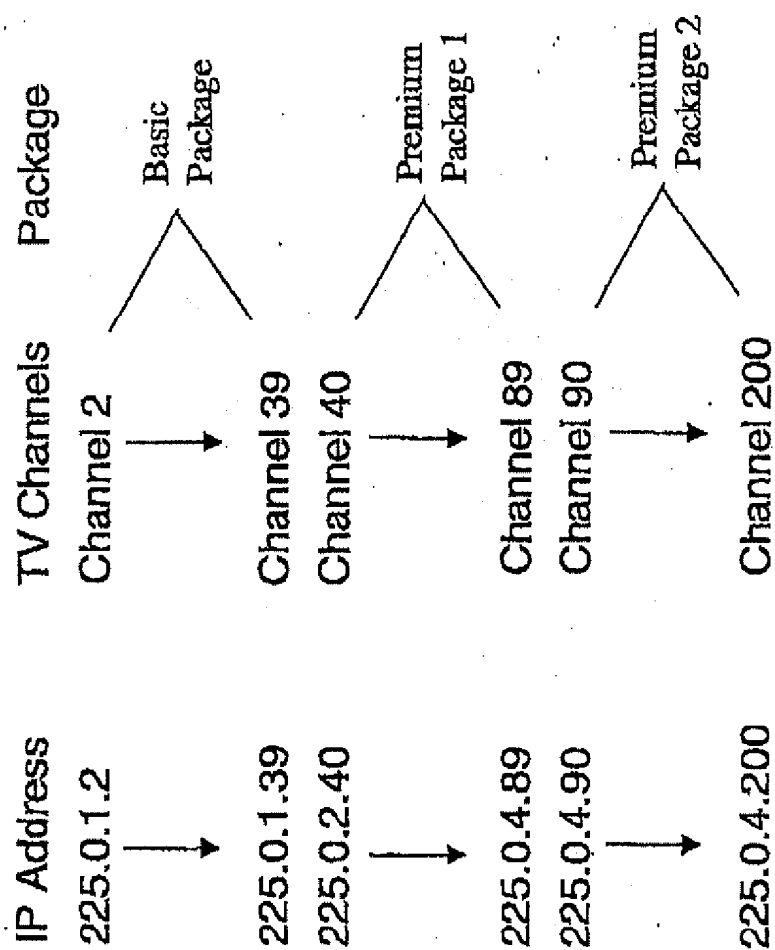 IP Address TV Channels Package
225.0.1.2 Channel 2
Basic
Package
225.0.1.39 Channel 39
225.0.2.40 Channel 40
Premium
Package 1
225.0.4.89 Channel 89
225.0.4.90 Channel 90
Premium
Package 2
225.0.4.200 Channel 200